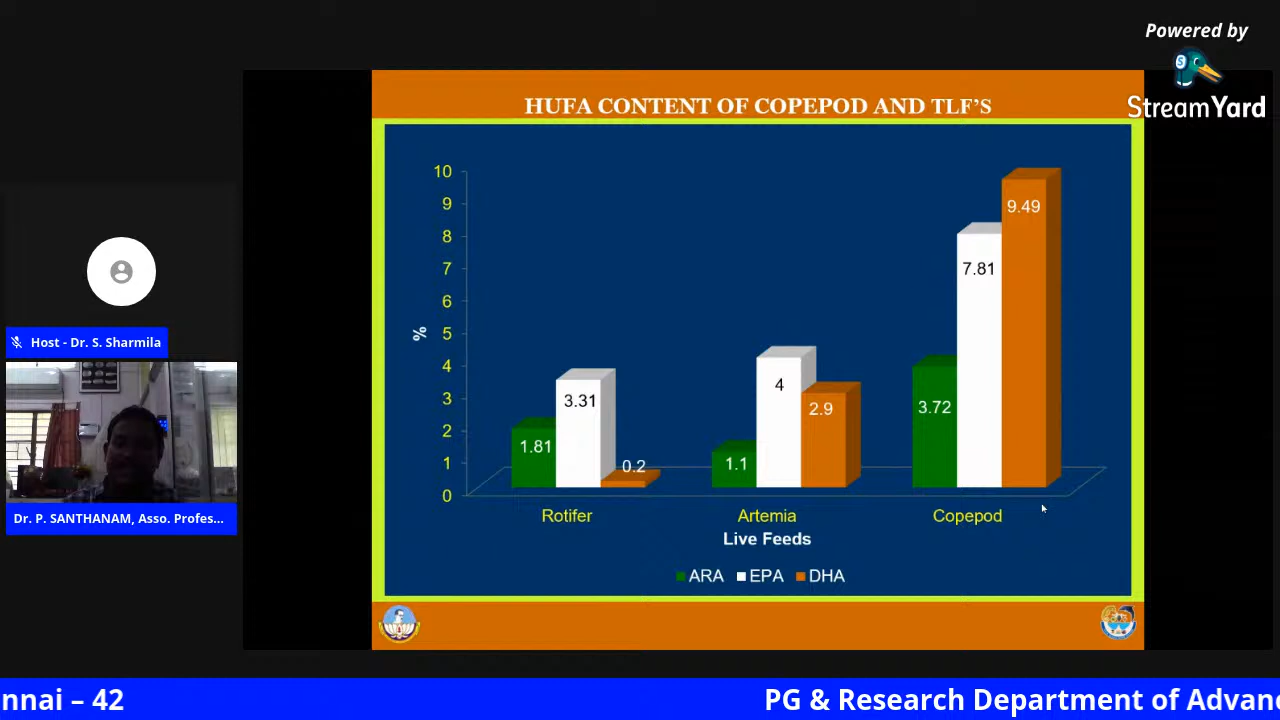 Powered by
StreamYard
HUFA CONTENT OF COPEPOD AND TLF'S
10
9
8
7
6
5
4
3
2
1
0
%
1.81
3.31
0.2
1.1
4
2.9
3.72
7.81
9.49
Rotifer
Artemia
Copepod
Live Feeds
ARA
EPA
DHA
Host - Dr. S. Sharmila
Dr. P. SANTHANAM, Asso. Profes...
nnai – 42
PG & Research Department of Advanc